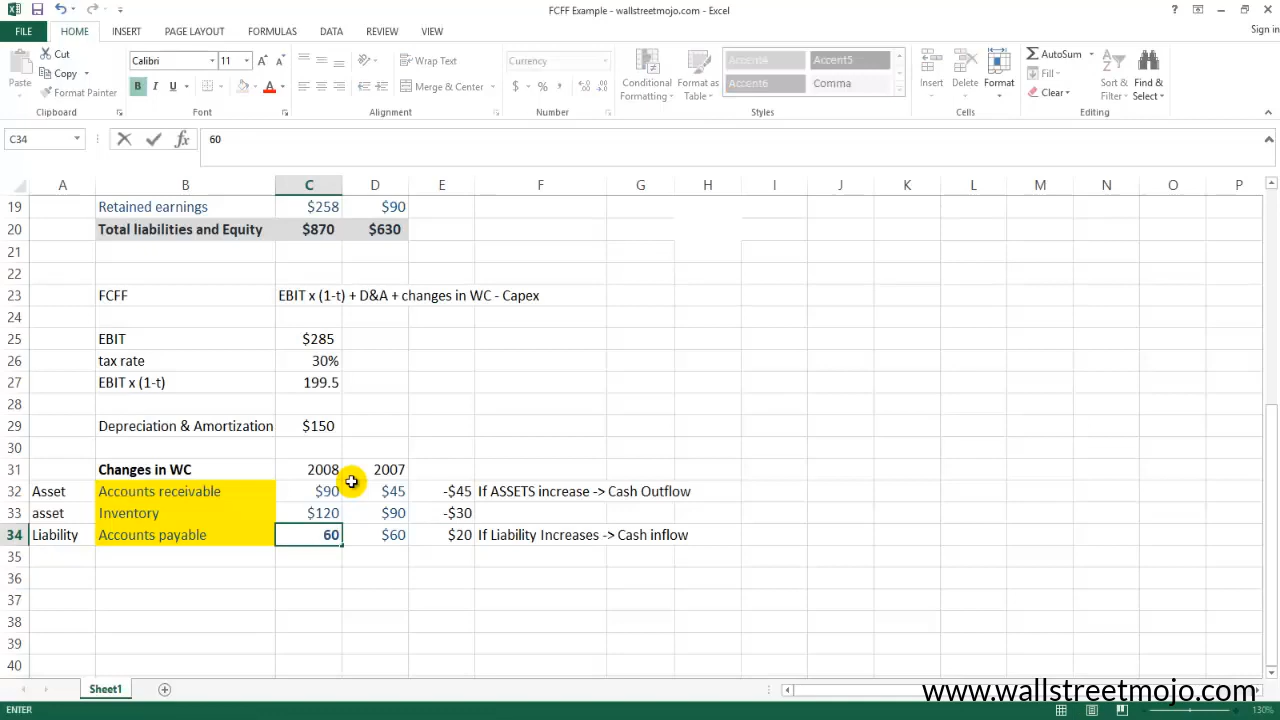 FCFF Example - wallstreetmojo.com - Excel
?
FILE HOME INSERT PAGE LAYOUT FORMULAS DATA REVIEW VIEW Sign in
Paste Cut Copy Format Painter Clipboard
Calibri 11 A A B I U A Font
Wrap Text Merge & Center Alignment
Currency $ % , Number
Conditional Formatting Format as Table Accent4 Accent5 Accent6 Comma Styles
Insert Delete Format Cells
AutoSum Fill Clear Sort & Filter Find & Select Editing
C34 fx 60
A B C D E F G H I J K L M N O P
19 Retained earnings $258 $90
20 Total liabilities and Equity $870 $630
21
22
23 FCFF EBIT x (1-t) + D&A + changes in WC - Capex
24
25 EBIT $285
26 tax rate 30%
27 EBIT x (1-t) 199.5
28
29 Depreciation & Amortization $150
30
31 Changes in WC 2008 2007
32 Asset Accounts receivable $90 $45 -$45 If ASSETS increase -> Cash Outflow
33 asset Inventory $120 $90 -$30
34 Liability Accounts payable 60 $60 $20 If Liability Increases -> Cash inflow
35
36
37
38
39
40
Sheet1
www.wallstreetmojo.com
ENTER 130%